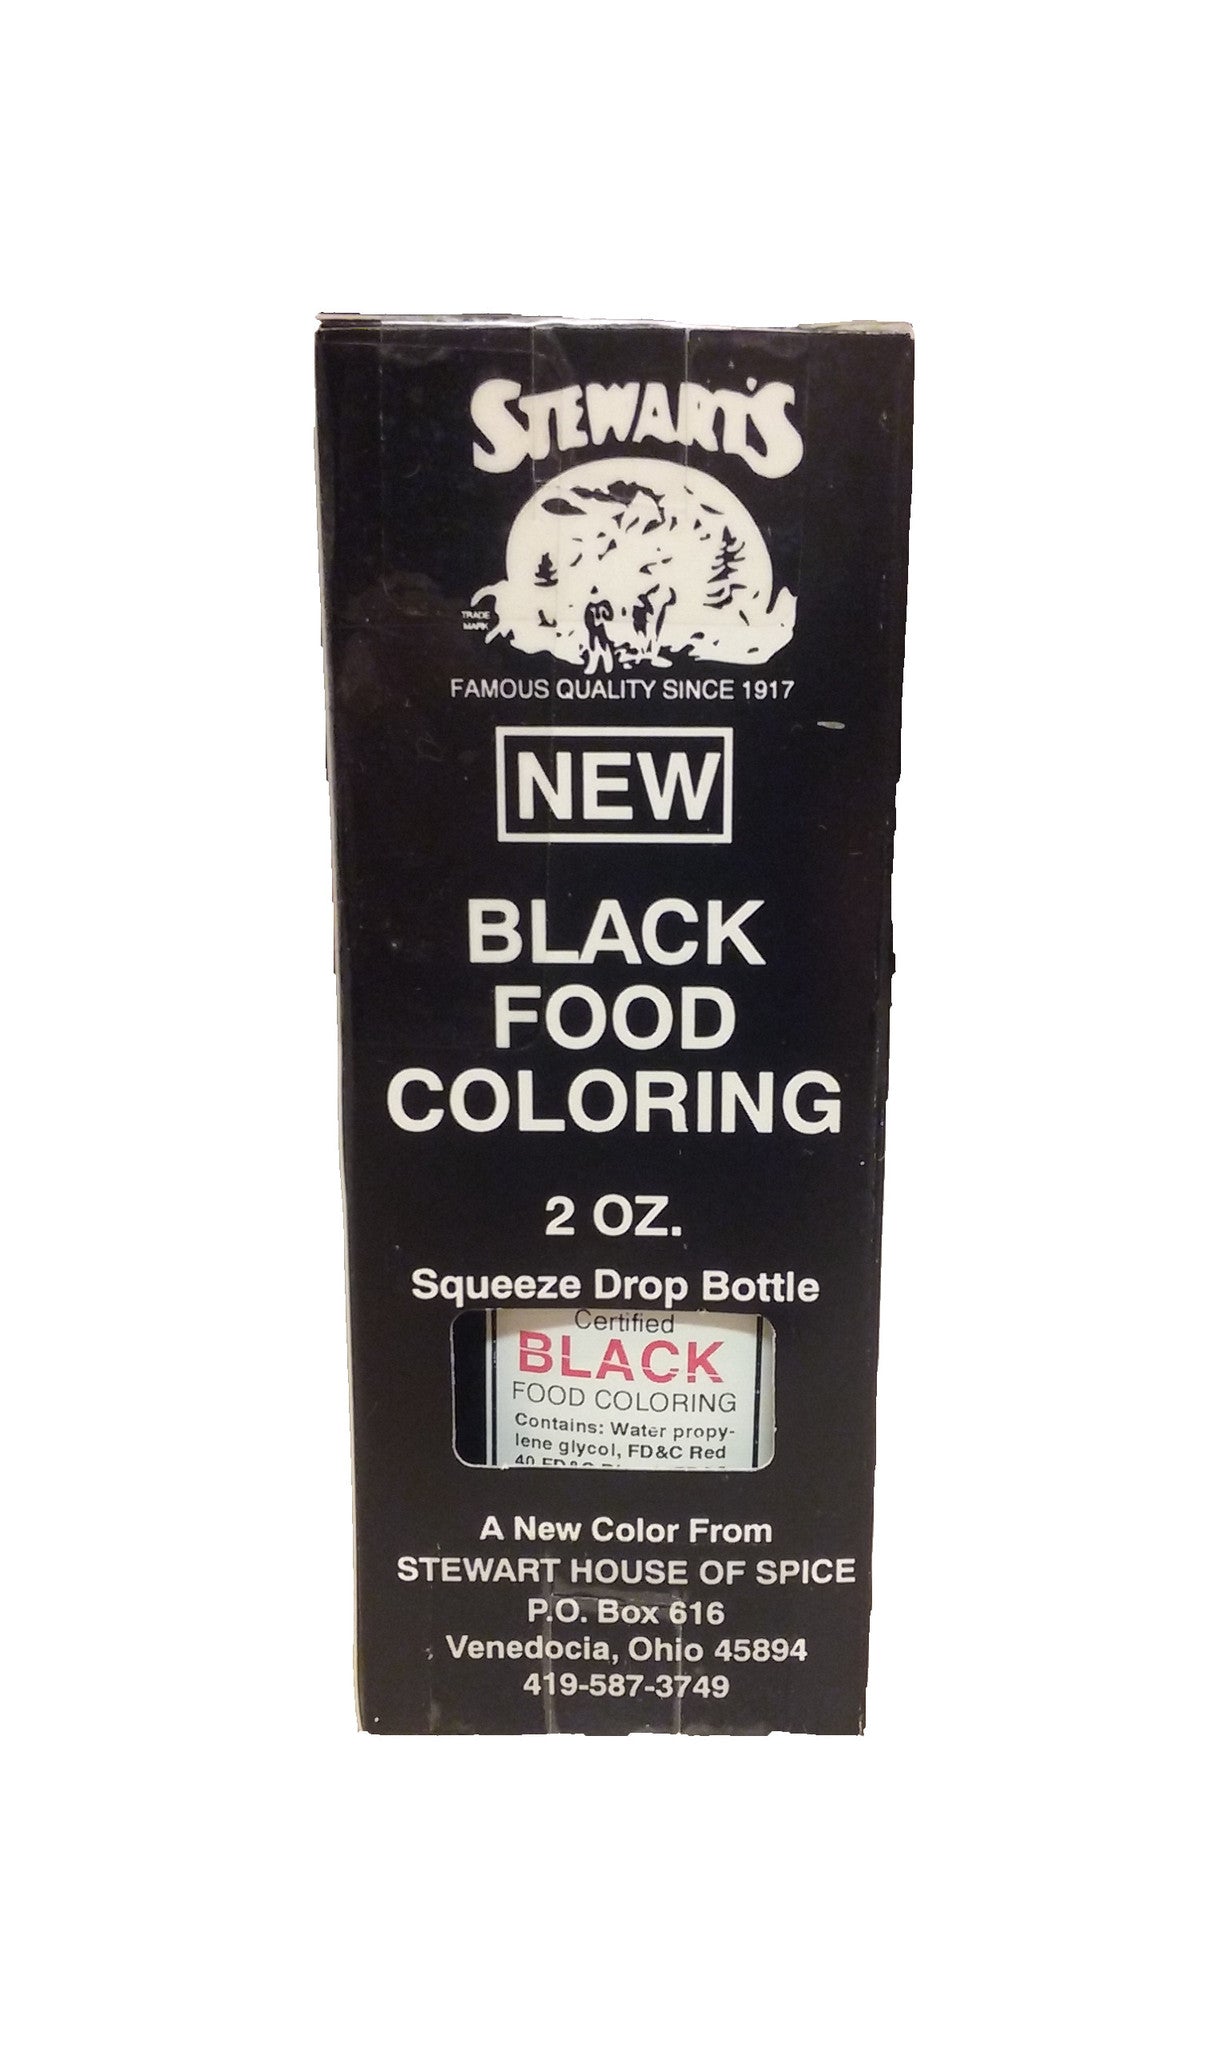 STEWART'S
TRADE
MARK
FAMOUS QUALITY SINCE 1917
NEW
BLACK
FOOD
COLORING
2 OZ.
Squeeze Drop Bottle
Certified
BLACK
FOOD COLORING
Contains: Water propy-
lene glycol, FD&C Red
40 FD&C
A New Color From
STEWART HOUSE OF SPICE
P.O. Box 616
Venedocia, Ohio 45894
419-587-3749